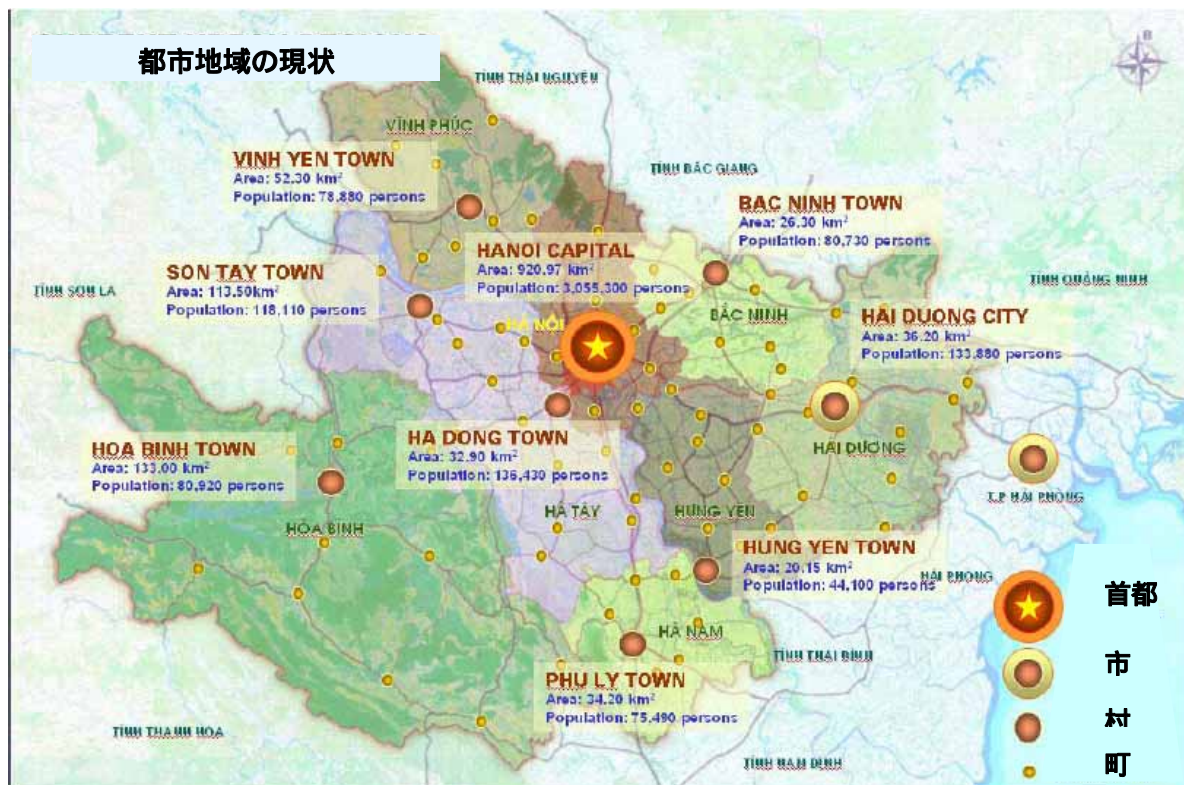 都市地域の現状
TỈNH THÁI NGUYÊN
VĨNH PHÚC
TỈNH BẮC GIANG
VINH YEN TOWN
Area: 52.30 km²
Population: 78.880 persons
BAC NINH TOWN
Area: 26.30 km²
Population: 80,730 persons
HANOI CAPITAL
Area: 920.97 km²
Population: 3,055,300 persons
SON TAY TOWN
Area: 113.50km²
Population: 118,110 persons
TỈNH SƠN LA
TỈNH QUẢNG NINH
HÀ NỘI
BẮC NINH
HAI DUONG CITY
Area: 36.20 km²
Population: 133.880 persons
HOA BINH TOWN
Area: 133.00 km²
Population: 80,920 persons
HA DONG TOWN
Area: 32.90 km²
Population: 136,430 persons
HẢI DƯƠNG
T.P HẢI PHÒNG
HÒA BÌNH
HÀ TÂY
HƯNG YÊN
HUNG YEN TOWN
Area: 20.15 km²
Population: 44,100 persons
HẢI PHÒNG
首都
HÀ NAM
TỈNH THÁI BÌNH
市
PHU LY TOWN
Area: 34.20 km²
Population: 75,490 persons
村
TỈNH THANH HOÁ
TỈNH NAM ĐỊNH
町